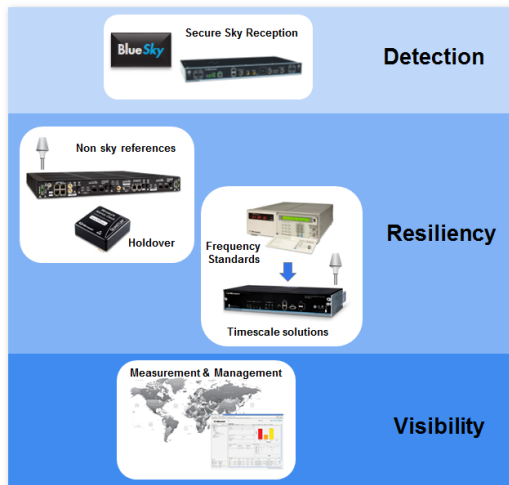 BlueSky
Secure Sky Reception
Detection
Non sky references
Holdover
Resiliency
Frequency
Standards
Timescale solutions
Measurement & Management
Visibility